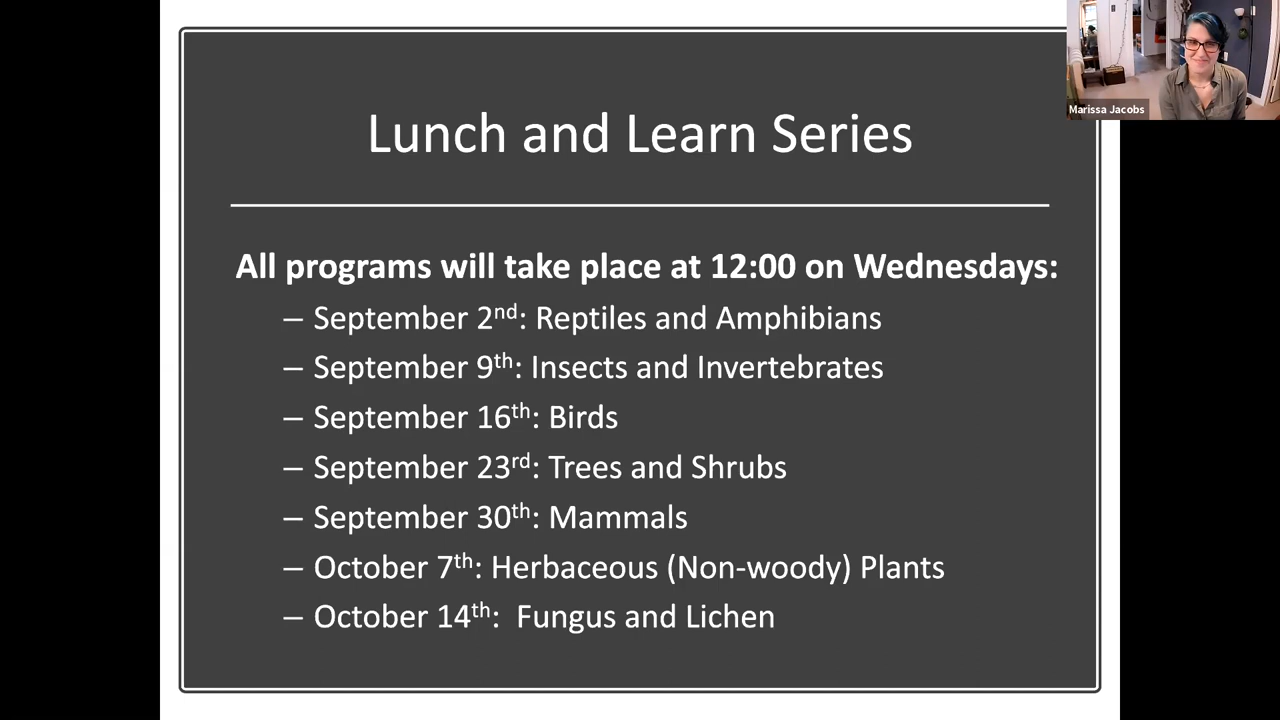 Marissa Jacobs
Lunch and Learn Series
All programs will take place at 12:00 on Wednesdays:
– September 2nd: Reptiles and Amphibians
– September 9th: Insects and Invertebrates
– September 16th: Birds
– September 23rd: Trees and Shrubs
– September 30th: Mammals
– October 7th: Herbaceous (Non-woody) Plants
– October 14th:  Fungus and Lichen